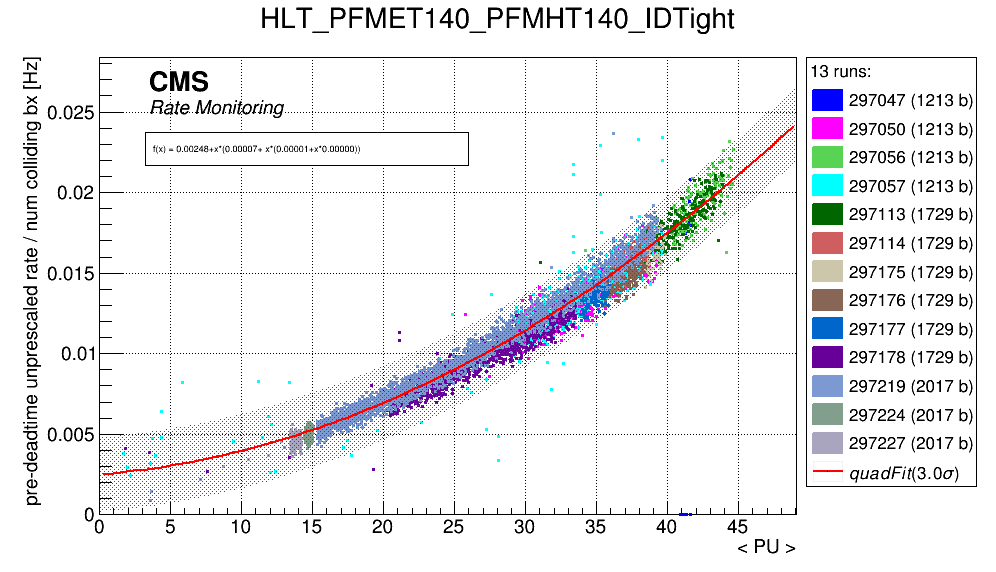 HLT_PFMET140_PFMHT140_IDTight
CMS
Rate Monitoring
f(x) = 0.00248+x*(0.00007+ x*(0.00001+x*0.00000))
pre-deadtime unprescaled rate / num colliding bx [Hz]
0.025
0.02
0.015
0.01
0.005
0
0 5 10 15 20 25 30 35 40 45
< PU >
13 runs:
297047 (1213 b)
297050 (1213 b)
297056 (1213 b)
297057 (1213 b)
297113 (1729 b)
297114 (1729 b)
297175 (1729 b)
297176 (1729 b)
297177 (1729 b)
297178 (1729 b)
297219 (2017 b)
297224 (2017 b)
297227 (2017 b)
quadFit(3.0σ)